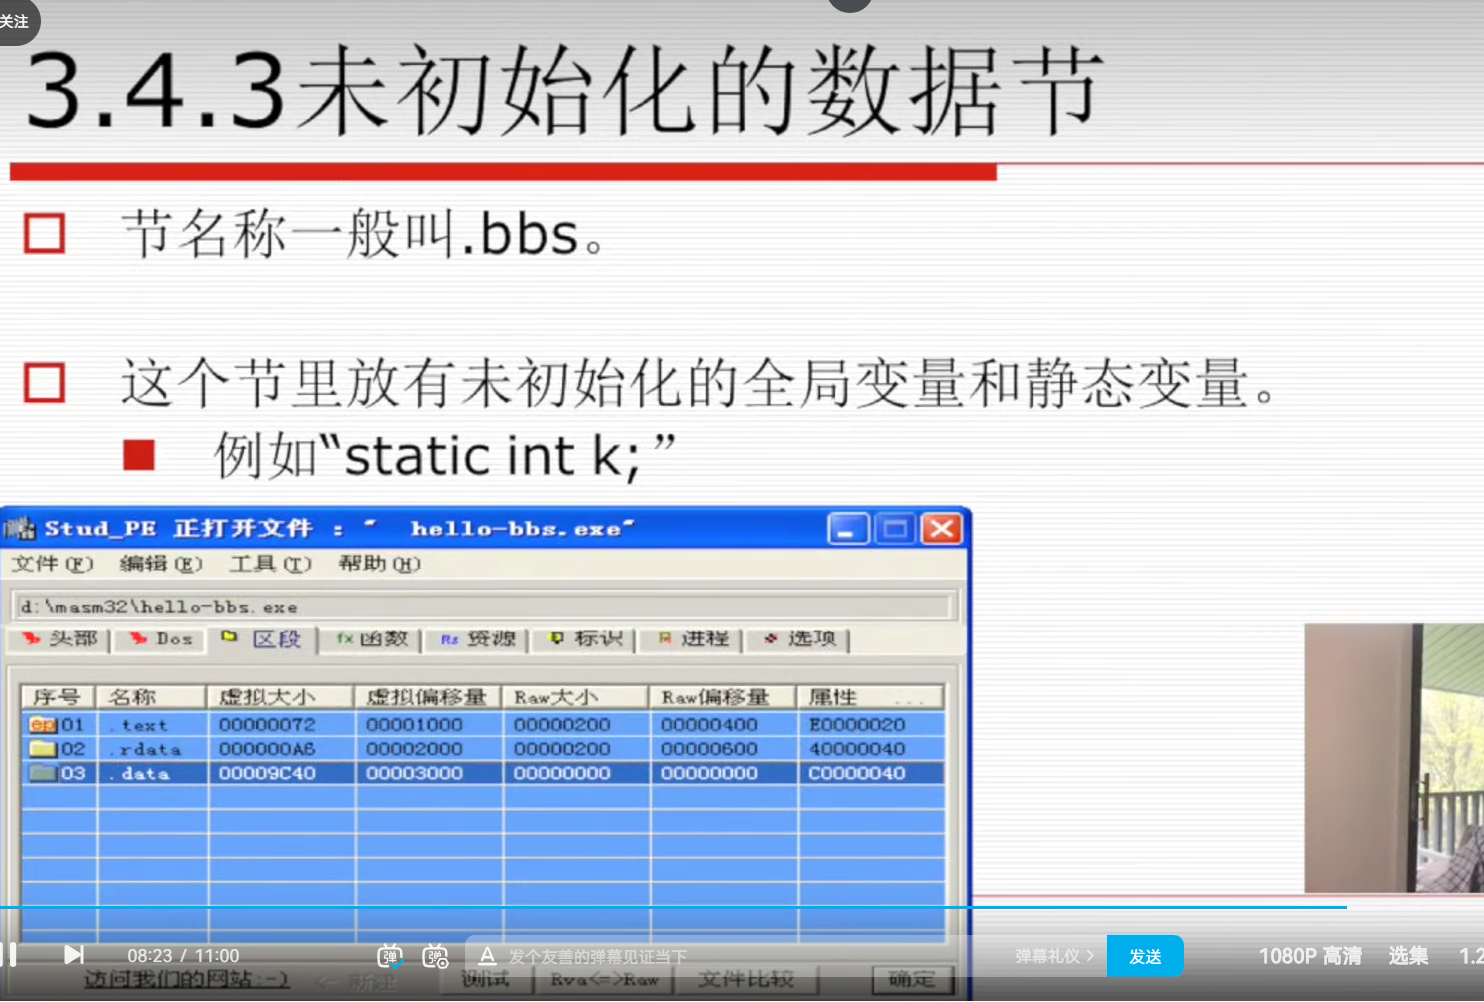 关注
3.4.3未初始化的数据节
节名称一般叫.bbs。
这个节里放有未初始化的全局变量和静态变量。
例如“static int k;”
Stud_PE 正打开文件 : " hello-bbs.exe"
文件(F) 编辑(E) 工具(T) 帮助(H)
d:\masm32\hello-bbs.exe
头部 Dos 区段 fx 函数 Rs 资源 标识 进程 选项
序号 名称 虚拟大小 虚拟偏移量 Raw大小 Raw偏移量 属性 ...
ep 01 .text 00000072 00001000 00000200 00000400 E0000020
02 .rdata 000000A6 00002000 00000200 00000600 40000040
03 .data 00009C40 00003000 00000000 00000000 C0000040
08:23 / 11:00 弹 弹 A 发个友善的弹幕见证当下 弹幕礼仪 > 发送 1080P 高清 选集 1.2
访问我们的网站:-) <- 新建 测试 Rva<=>Raw 文件比较 确定